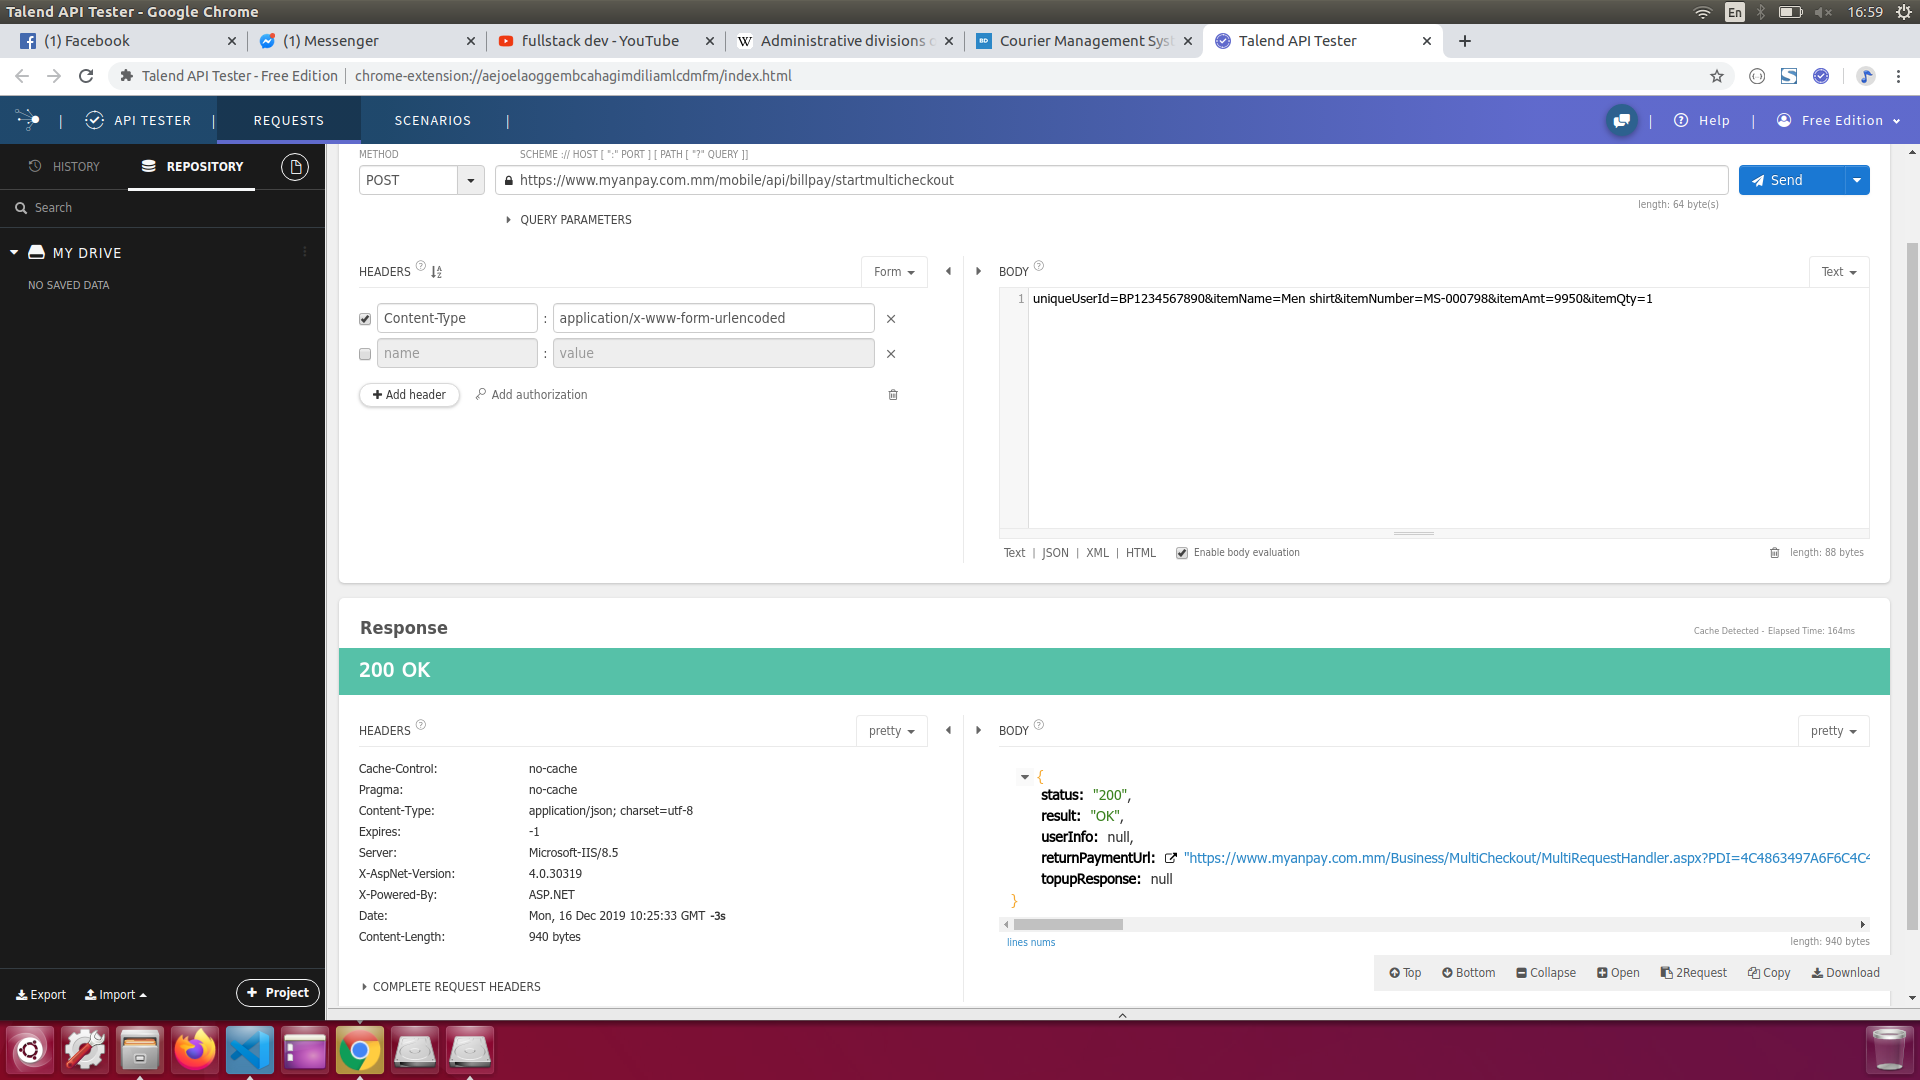 Talend API Tester - Google Chrome
En
16:59
(1) Facebook
(1) Messenger
fullstack dev - YouTube
W
Administrative divisions
BD
Courier Management Sys
Talend API Tester
Talend API Tester - Free Edition
chrome-extension://aejoelaoggembcahagimdiliamlcdmfm/index.html
API TESTER
REQUESTS
SCENARIOS
Help
Free Edition
HISTORY
REPOSITORY
Search
MY DRIVE
NO SAVED DATA
METHOD
SCHEME :// HOST [ ":" PORT ] [ PATH [ "?" QUERY ]]
POST
https://www.myanpay.com.mm/mobile/api/billpay/startmulticheckout
Send
length: 64 byte(s)
QUERY PARAMETERS
HEADERS
Form
Content-Type
:
application/x-www-form-urlencoded
name
:
value
+ Add header
Add authorization
BODY
Text
1
uniqueUserId=BP1234567890&itemName=Men shirt&itemNumber=MS-000798&itemAmt=9950&itemQty=1
Text | JSON | XML | HTML
Enable body evaluation
length: 88 bytes
Response
Cache Detected - Elapsed Time: 164ms
200 OK
HEADERS
pretty
Cache-Control: no-cache
Pragma: no-cache
Content-Type: application/json; charset=utf-8
Expires: -1
Server: Microsoft-IIS/8.5
X-AspNet-Version: 4.0.30319
X-Powered-By: ASP.NET
Date: Mon, 16 Dec 2019 10:25:33 GMT -3s
Content-Length: 940 bytes
COMPLETE REQUEST HEADERS
BODY
pretty
{
status: "200",
result: "OK",
userInfo: null,
returnPaymentUrl: "https://www.myanpay.com.mm/Business/MultiCheckout/MultiRequestHandler.aspx?PDI=4C4863497A6F6C4C4
topupResponse: null
}
lines nums
length: 940 bytes
Top
Bottom
Collapse
Open
2Request
Copy
Download
Export
Import
+ Project